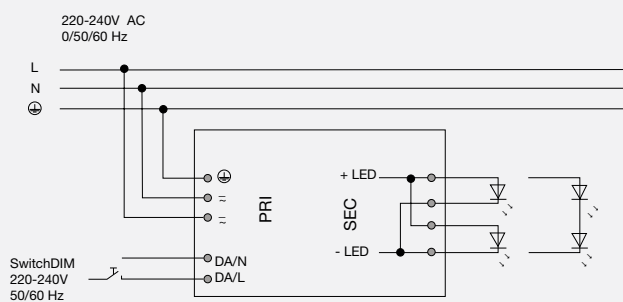 220-240V AC
0/50/60 Hz
L
N
+ LED
PRI
SEC
- LED
DA/N
DA/L
SwitchDIM
220-240V
50/60 Hz